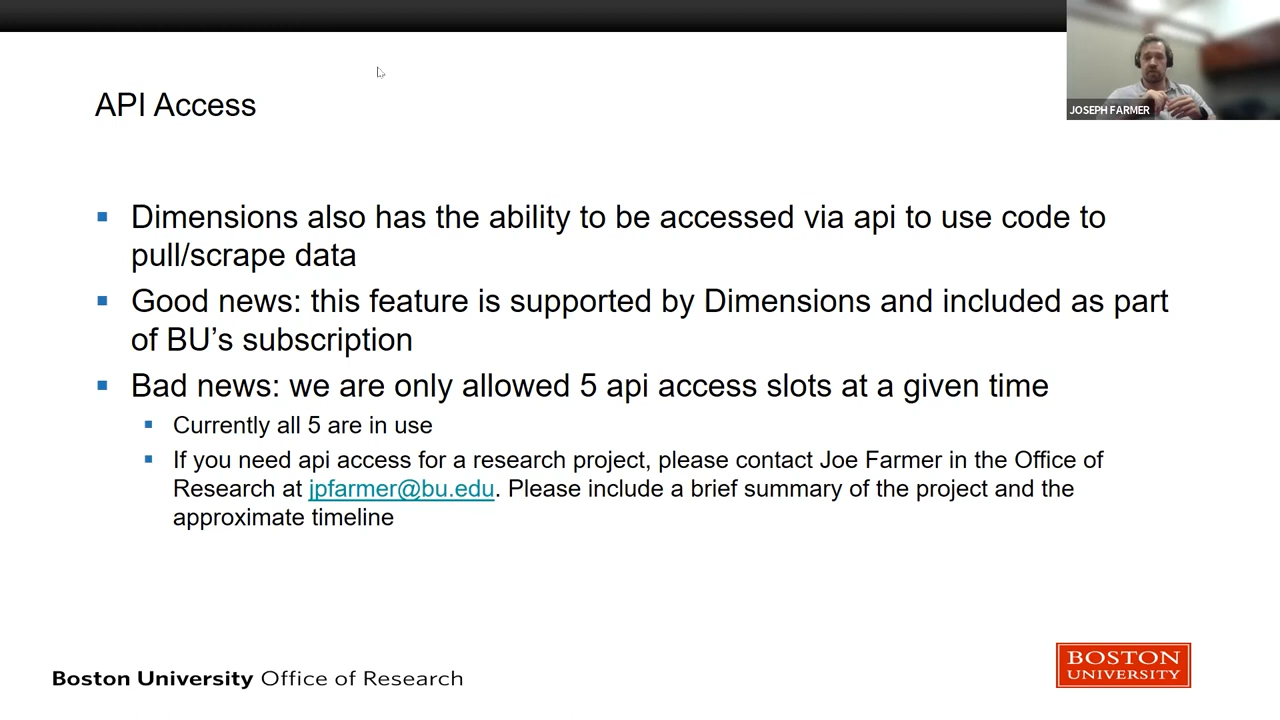 JOSEPH FARMER
API Access
Dimensions also has the ability to be accessed via api to use code to
pull/scrape data
Good news: this feature is supported by Dimensions and included as part
of BU’s subscription
Bad news: we are only allowed 5 api access slots at a given time
Currently all 5 are in use
If you need api access for a research project, please contact Joe Farmer in the Office of
Research at jpfarmer@bu.edu. Please include a brief summary of the project and the
approximate timeline
Boston University Office of Research
BOSTON
UNIVERSITY